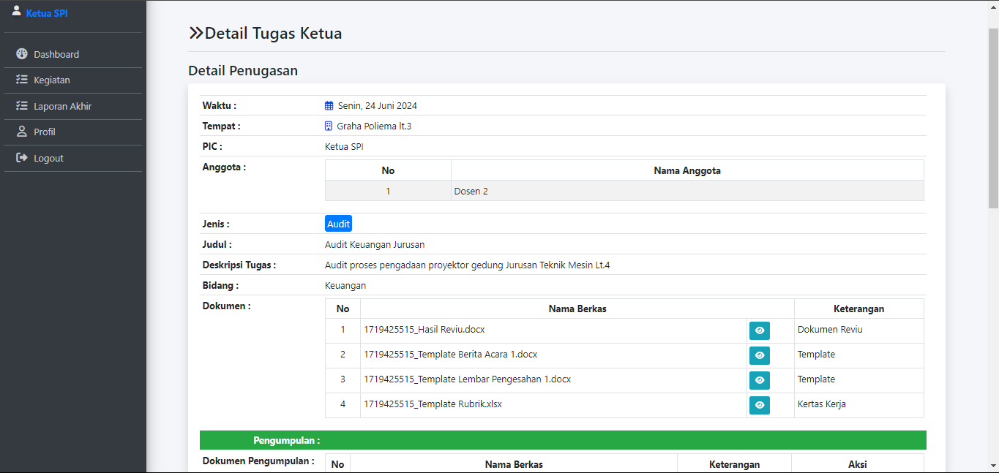 Ketua SPI
Dashboard
Kegiatan
Laporan Akhir
Profil
Logout
Detail Tugas Ketua
Detail Penugasan
Waktu : Senin, 24 Juni 2024
Tempat : Graha Poliema lt.3
PIC : Ketua SPI
Anggota :
No Nama Anggota
1 Dosen 2
Jenis : Audit
Judul : Audit Keuangan Jurusan
Deskripsi Tugas : Audit proses pengadaan proyektor gedung Jurusan Teknik Mesin Lt.4
Bidang : Keuangan
Dokumen :
No Nama Berkas Keterangan
1 1719425515_Hasil Reviu.docx Dokumen Reviu
2 1719425515_Template Berita Acara 1.docx Template
3 1719425515_Template Lembar Pengesahan 1.docx Template
4 1719425515_Template Rubrik.xlsx Kertas Kerja
Pengumpulan :
Dokumen Pengumpulan :
No Nama Berkas Keterangan Aksi